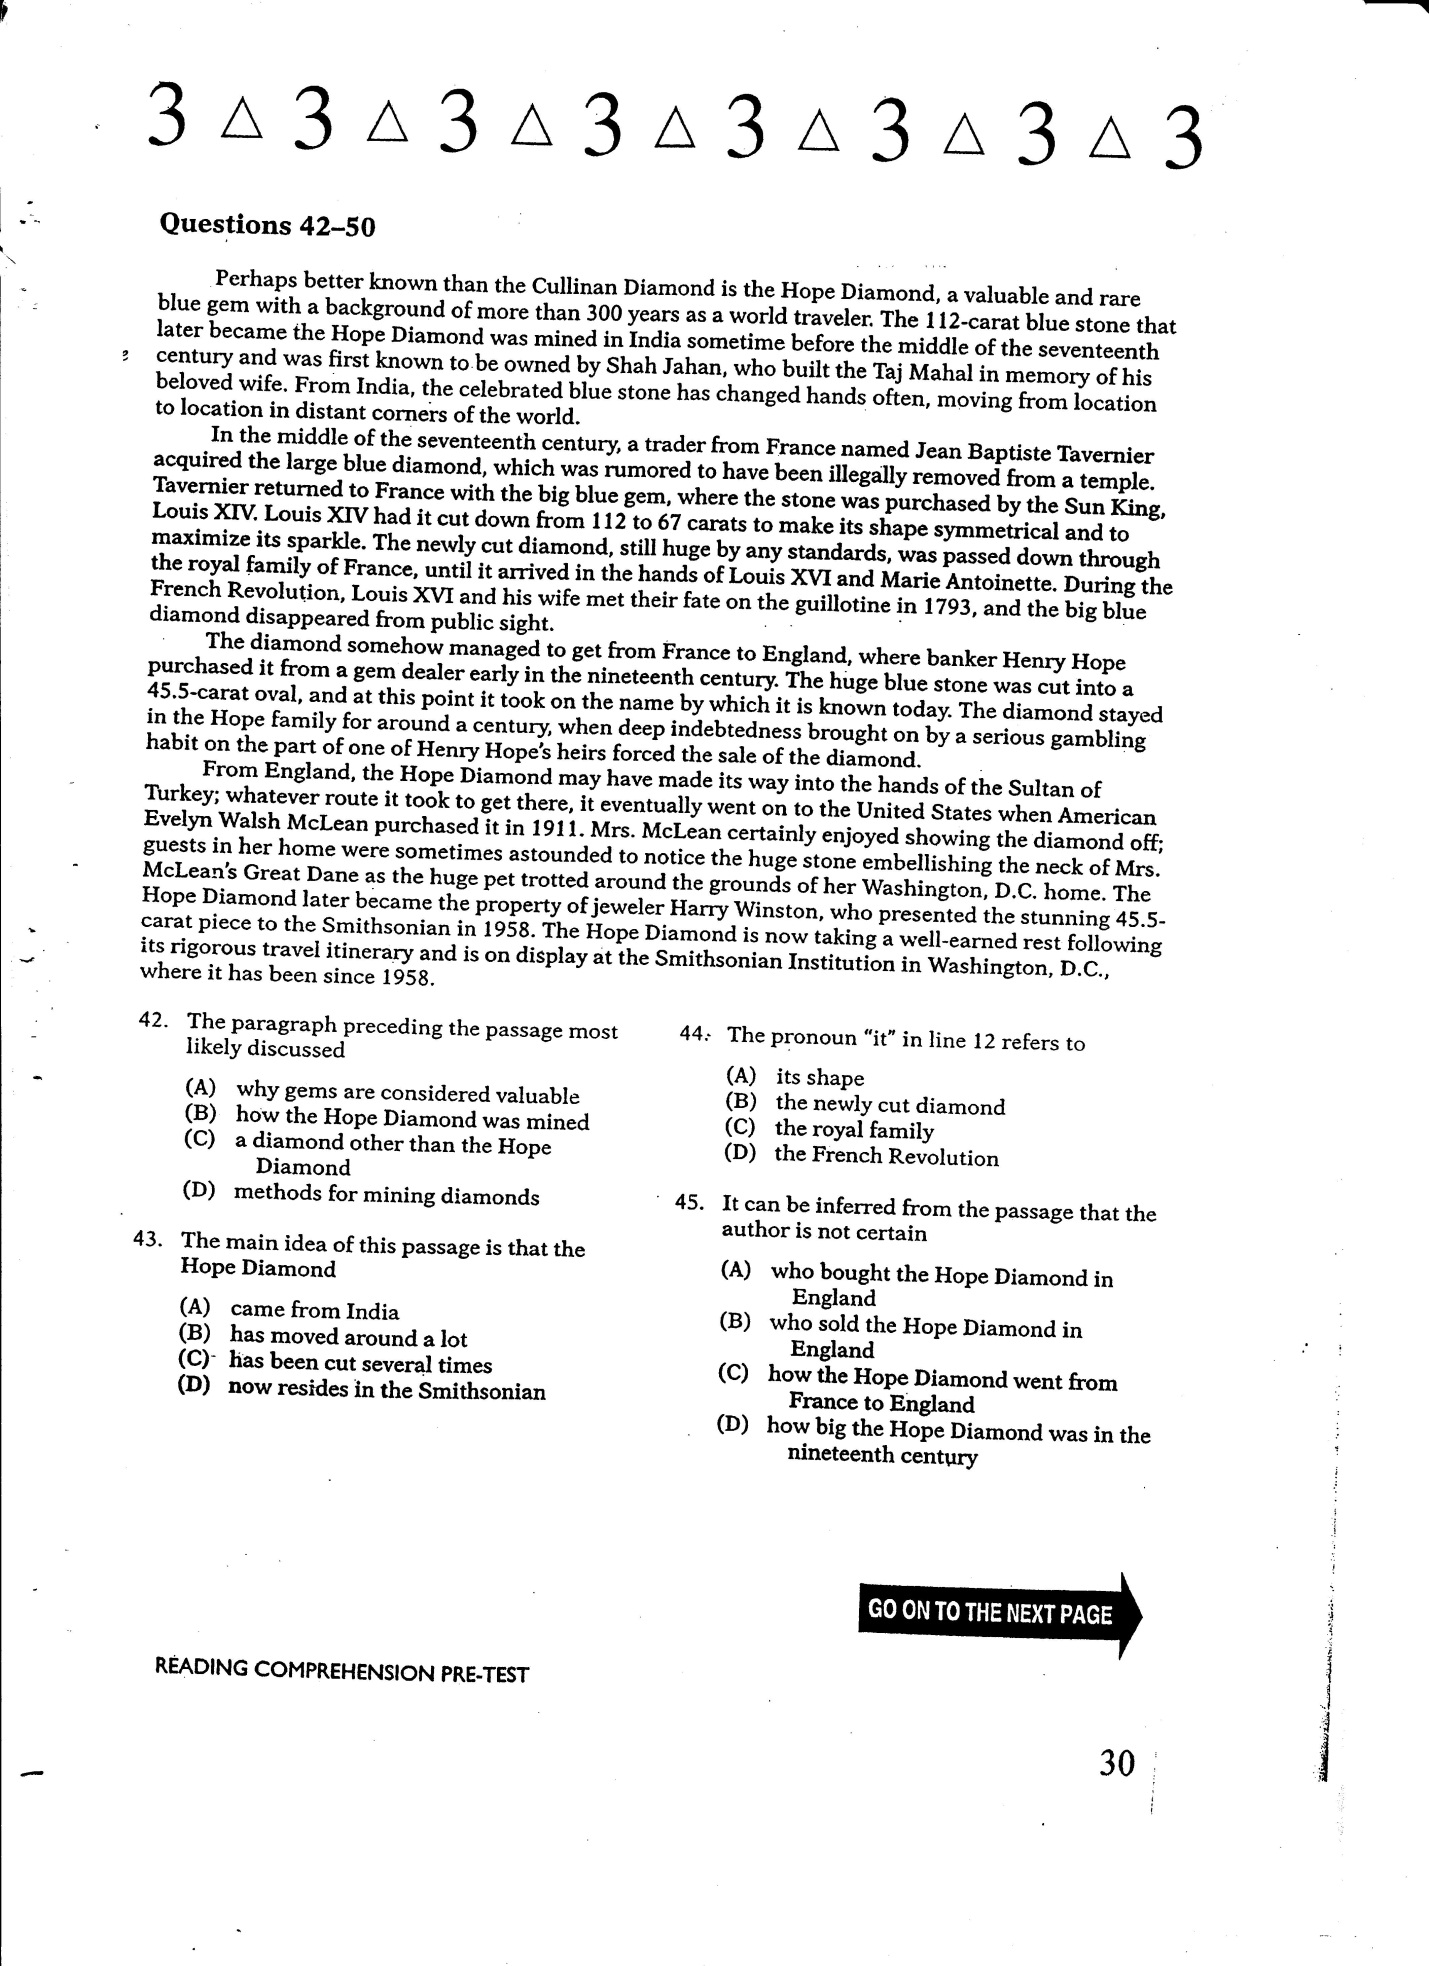 3 △ 3 △ 3 △ 3 △ 3 △ 3 △ 3 △ 3
Questions 42–50
Perhaps better known than the Cullinan Diamond is the Hope Diamond, a valuable and rare
blue gem with a background of more than 300 years as a world traveler. The 112-carat blue stone that
later became the Hope Diamond was mined in India sometime before the middle of the seventeenth
century and was first known to be owned by Shah Jahan, who built the Taj Mahal in memory of his
beloved wife. From India, the celebrated blue stone has changed hands often, moving from location
to location in distant corners of the world.
In the middle of the seventeenth century, a trader from France named Jean Baptiste Tavernier
acquired the large blue diamond, which was rumored to have been illegally removed from a temple.
Tavernier returned to France with the big blue gem, where the stone was purchased by the Sun King,
Louis XIV. Louis XIV had it cut down from 112 to 67 carats to make its shape symmetrical and to
maximize its sparkle. The newly cut diamond, still huge by any standards, was passed down through
the royal family of France, until it arrived in the hands of Louis XVI and Marie Antoinette. During the
French Revolution, Louis XVI and his wife met their fate on the guillotine in 1793, and the big blue
diamond disappeared from public sight.
The diamond somehow managed to get from France to England, where banker Henry Hope
purchased it from a gem dealer early in the nineteenth century. The huge blue stone was cut into a
45.5-carat oval, and at this point it took on the name by which it is known today. The diamond stayed
in the Hope family for around a century, when deep indebtedness brought on by a serious gambling
habit on the part of one of Henry Hope's heirs forced the sale of the diamond.
From England, the Hope Diamond may have made its way into the hands of the Sultan of
Turkey; whatever route it took to get there, it eventually went on to the United States when American
Evelyn Walsh McLean purchased it in 1911. Mrs. McLean certainly enjoyed showing the diamond off;
guests in her home were sometimes astounded to notice the huge stone embellishing the neck of Mrs.
McLean's Great Dane as the huge pet trotted around the grounds of her Washington, D.C. home. The
Hope Diamond later became the property of jeweler Harry Winston, who presented the stunning 45.5-
carat piece to the Smithsonian in 1958. The Hope Diamond is now taking a well-earned rest following
its rigorous travel itinerary and is on display at the Smithsonian Institution in Washington, D.C.,
where it has been since 1958.
42. The paragraph preceding the passage most
likely discussed
(A) why gems are considered valuable
(B) how the Hope Diamond was mined
(C) a diamond other than the Hope
Diamond
(D) methods for mining diamonds
43. The main idea of this passage is that the
Hope Diamond
(A) came from India
(B) has moved around a lot
(C) has been cut several times
(D) now resides in the Smithsonian
44. The pronoun "it" in line 12 refers to
(A) its shape
(B) the newly cut diamond
(C) the royal family
(D) the French Revolution
45. It can be inferred from the passage that the
author is not certain
(A) who bought the Hope Diamond in
England
(B) who sold the Hope Diamond in
England
(C) how the Hope Diamond went from
France to England
(D) how big the Hope Diamond was in the
nineteenth century
GO ON TO THE NEXT PAGE
READING COMPREHENSION PRE-TEST
30